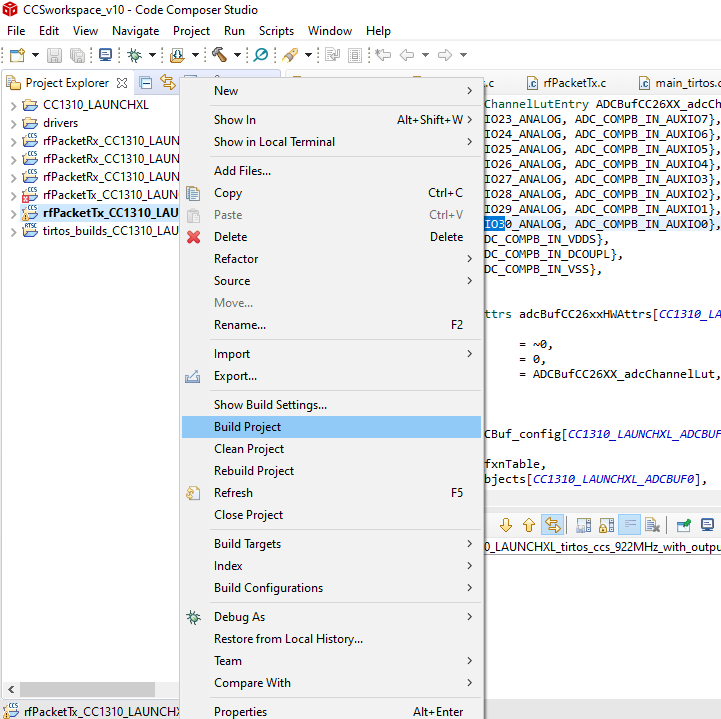 CCSworkspace_v10 - Code Composer Studio
File Edit View Navigate Project Run Scripts Window Help
Project Explorer
.c
rfPacketTx.c
main_tirtos.c
CC1310_LAUNCHXL
drivers
rfPacketRx_CC1310_LAUN
rfPacketRx_CC1310_LAUN
rfPacketRx_CC1310_LAUN
rfPacketTx_CC1310_LAUN
rfPacketTx_CC1310_LAU
tirtos_builds_CC1310_LAU
New
Show In Alt+Shift+W
Show in Local Terminal
Add Files...
Copy Ctrl+C
Paste Ctrl+V
Delete Delete
Refactor
Source
Move...
Rename... F2
Import
Export...
Show Build Settings...
Build Project
Clean Project
Rebuild Project
Refresh F5
Close Project
Build Targets
Index
Build Configurations
Debug As
Restore from Local History...
Team
Compare With
Properties Alt+Enter
ChannelLutEntry ADCBufCC26XX_adcCh
IO23_ANALOG, ADC_COMPB_IN_AUXIO7},
IO24_ANALOG, ADC_COMPB_IN_AUXIO6},
IO25_ANALOG, ADC_COMPB_IN_AUXIO5},
IO26_ANALOG, ADC_COMPB_IN_AUXIO4},
IO27_ANALOG, ADC_COMPB_IN_AUXIO3},
IO28_ANALOG, ADC_COMPB_IN_AUXIO2},
IO29_ANALOG, ADC_COMPB_IN_AUXIO1},
IO30_ANALOG, ADC_COMPB_IN_AUXIO0},
DC_COMPB_IN_VDDS},
DC_COMPB_IN_DCOUPL},
DC_COMPB_IN_VSS},
ttrs adcBufCC26xxHWAttrs[CC1310_LA
= ~0,
= 0,
= ADCBufCC26XX_adcChannelLut,
CBuf_config[CC1310_LAUNCHXL_ADCBUF
fxnTable,
bjects[CC1310_LAUNCHXL_ADCBUF0],
0_LAUNCHXL_tirtos_ccs_922MHz_with_outpu
rfPacketTx_CC1310_LAUNCHX